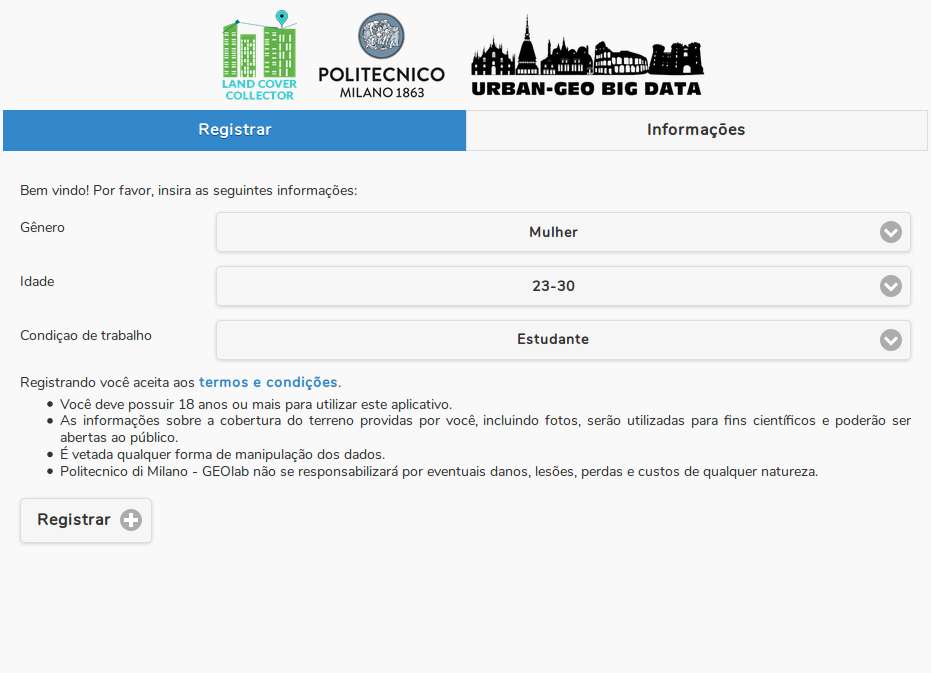 LAND COVER
COLLECTOR
POLITECNICO
MILANO 1863
URBAN-GEO BIG DATA
Registrar
Informações
Bem vindo! Por favor, insira as seguintes informações:
Gênero
Mulher
Idade
23-30
Condiçao de trabalho
Estudante
Registrando você aceita aos termos e condições.
• Você deve possuir 18 anos ou mais para utilizar este aplicativo.
• As informações sobre a cobertura do terreno providas por você, incluindo fotos, serão utilizadas para fins científicos e poderão ser
abertas ao público.
• É vetada qualquer forma de manipulação dos dados.
• Politecnico di Milano - GEOlab não se responsabilizará por eventuais danos, lesões, perdas e custos de qualquer natureza.
Registrar